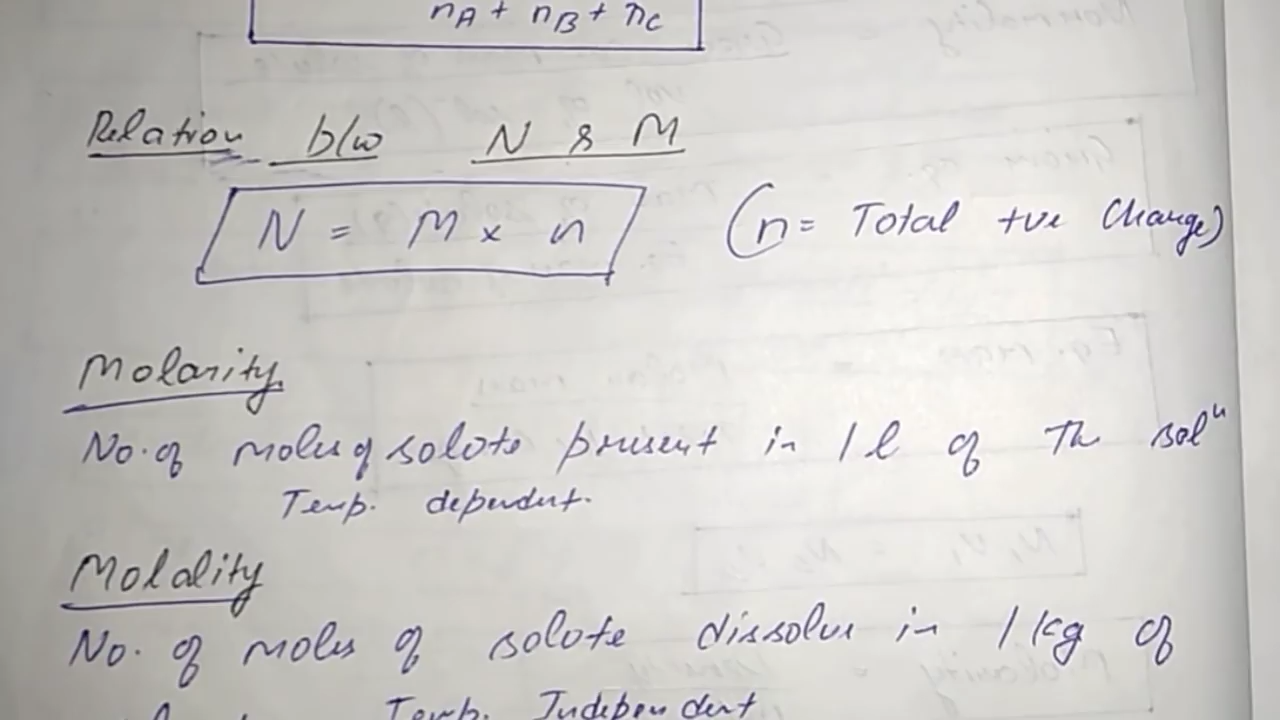 nA + nB + nC
Relation b/w N & M
N = M x n (n = Total +ve Charge)
Molarity
No. of moles of solute present in 1 l of the solⁿ
Temp. dependent.
Molality
No. of moles of solute dissolve in 1 kg of
Temp. Independent